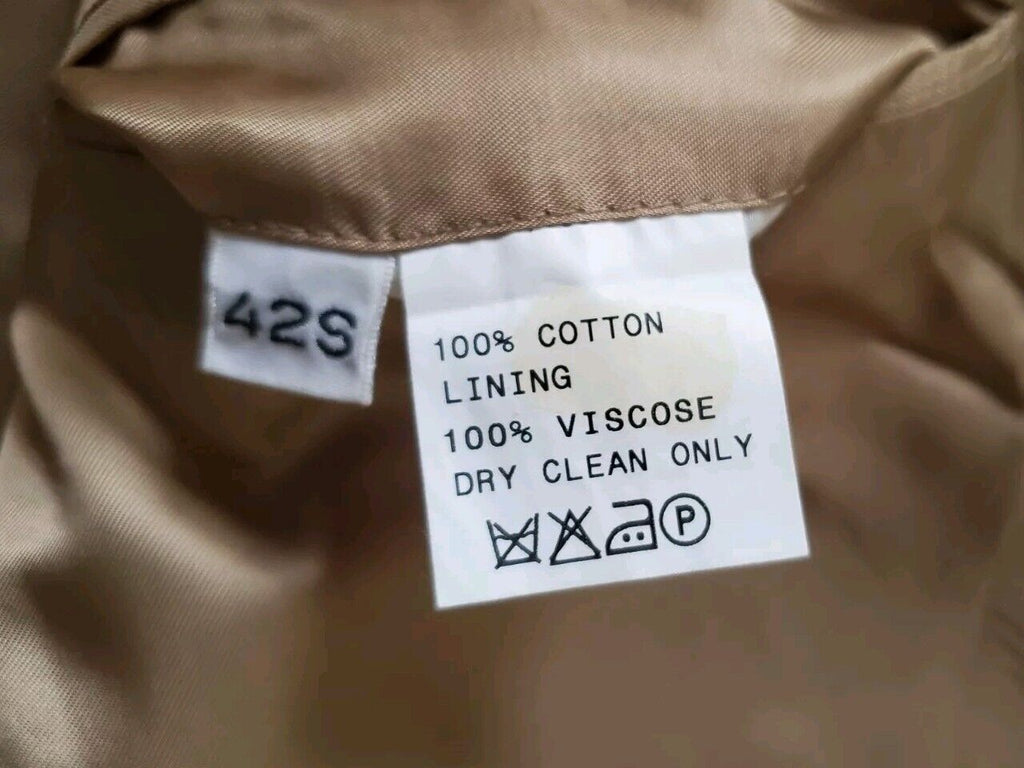 42S
100% COTTON
LINING
100% VISCOSE
DRY CLEAN ONLY
P